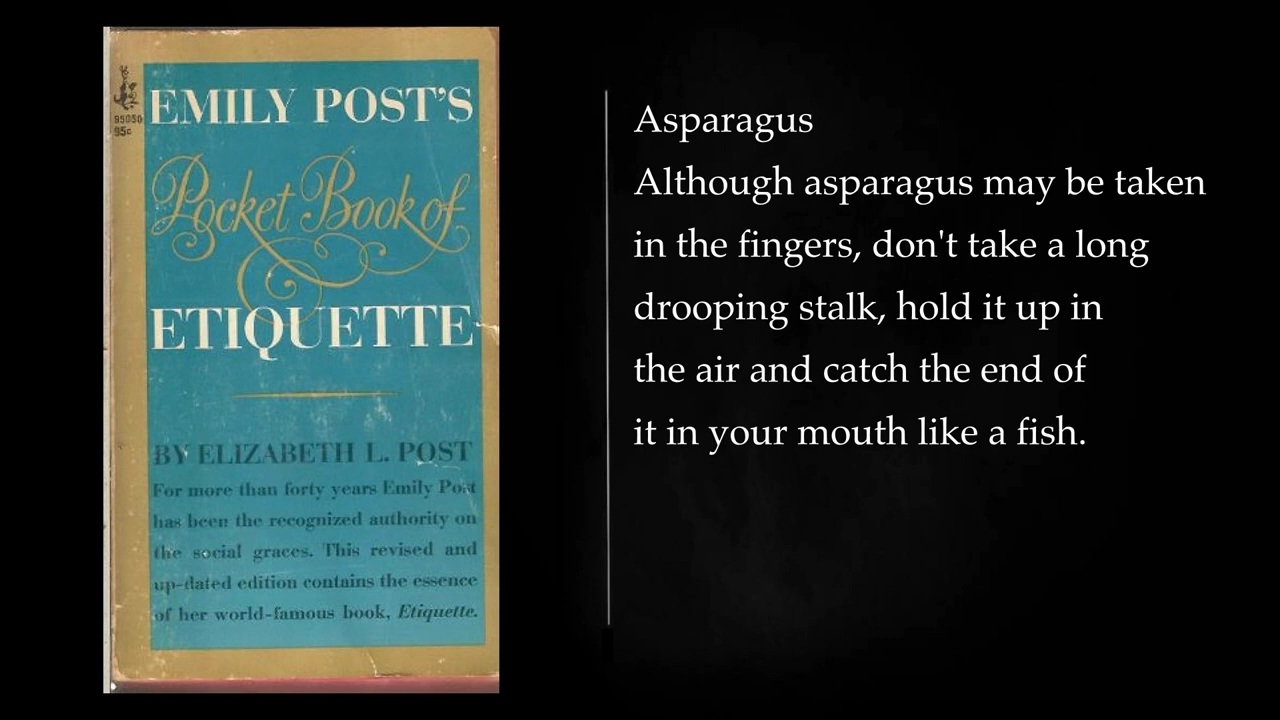 EMILY POST'S
95050
95c
Pocket Book of
ETIQUETTE
BY ELIZABETH L. POST
For more than forty years Emily Post
has been the recognized authority on
the social graces. This revised and
up-dated edition contains the essence
of her world-famous book, Etiquette.
Asparagus
Although asparagus may be taken
in the fingers, don't take a long
drooping stalk, hold it up in
the air and catch the end of
it in your mouth like a fish.